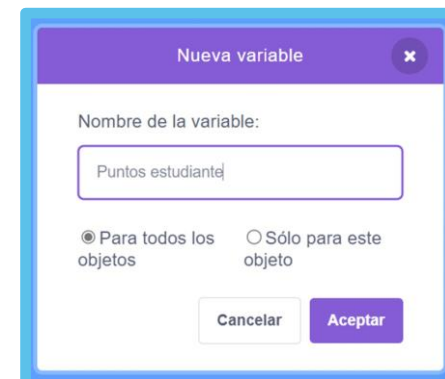 Nueva variable
Nombre de la variable:
Puntos estudiante
Para todos los objetos
Sólo para este objeto
Cancelar
Aceptar